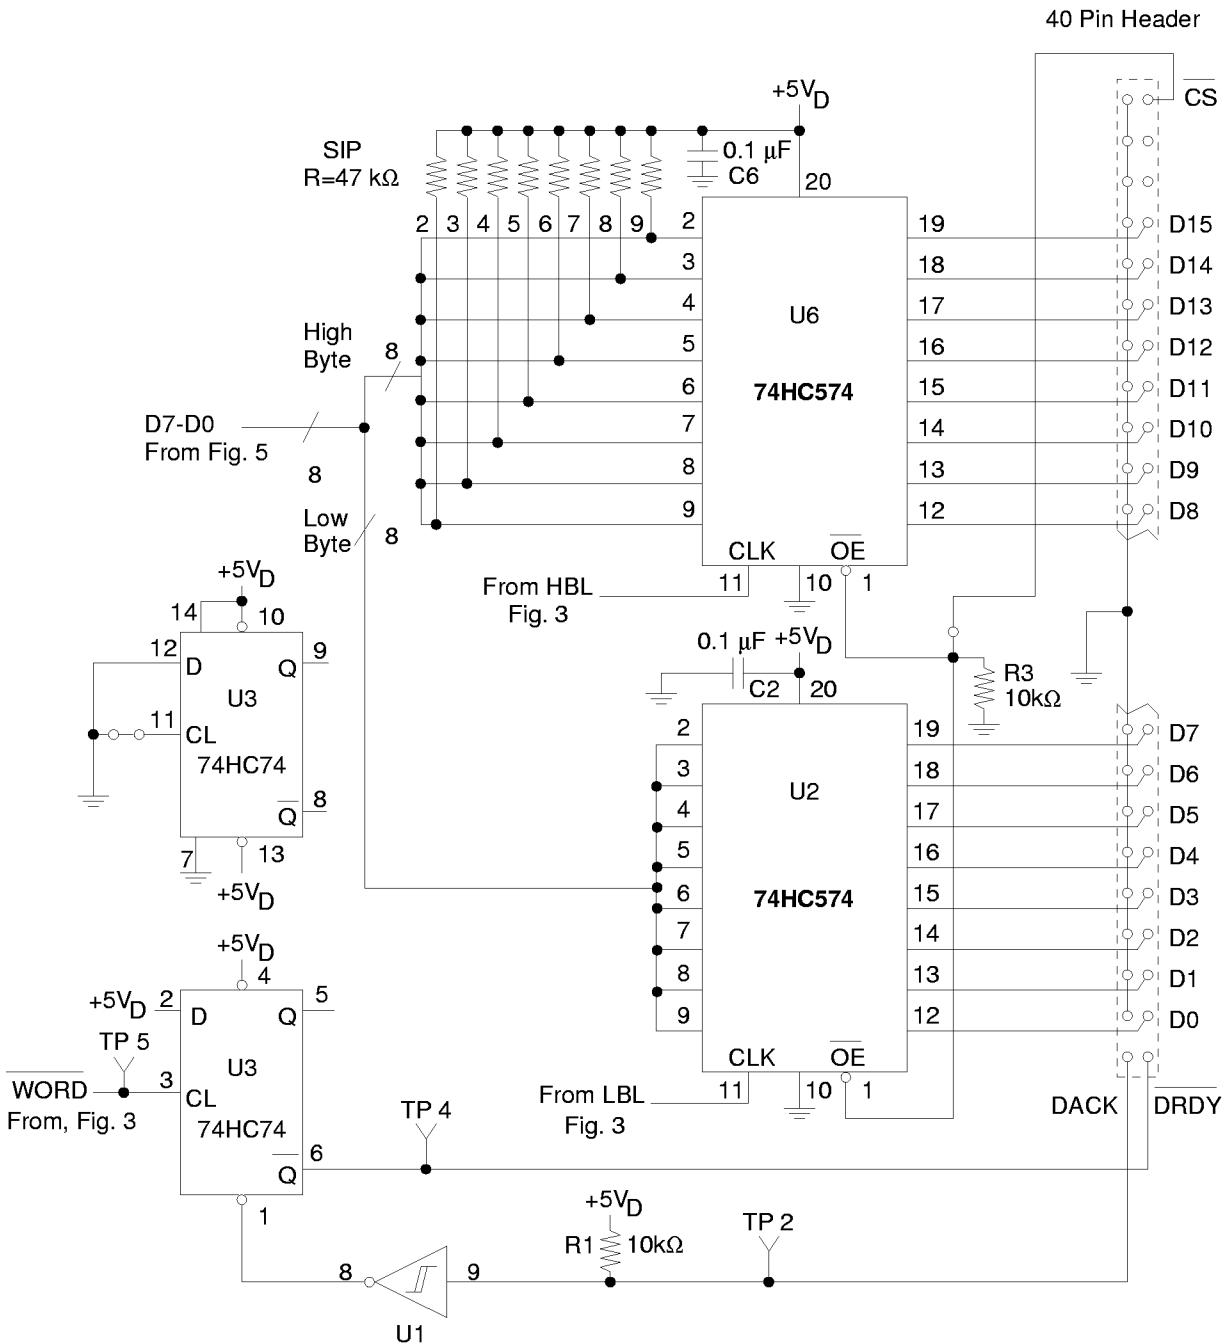 40 Pin Header
+5VD
CS
SIP
R=47 kΩ
0.1 µF
C6
20
2 3 4 5 6 7 8 9
2 19 D15
3 18 D14
4 17 D13
U6
High
Byte
8
5 16 D12
6 15 D11
74HC574
D7-D0
From Fig. 5
8
7 14 D10
8 13 D9
9 12 D8
Low
Byte
8
CLK OE
From HBL
Fig. 3
11 10 1
+5VD
14 10
12 D Q 9
U3
11 CL
74HC74
Q 8
7 13
+5VD
0.1 µF +5VD
C2 20
R3
10kΩ
2 19 D7
3 18 D6
U2
4 17 D5
5 16 D4
6 15 D3
74HC574
7 14 D2
8 13 D1
9 12 D0
CLK OE
From LBL
Fig. 3
11 10 1
DACK DRDY
+5VD
4
+5VD 2 D Q 5
TP 5
U3
WORD
From, Fig. 3
3 CL
74HC74
Q 6
TP 4
1
+5VD
R1 10kΩ
TP 2
8 9
U1